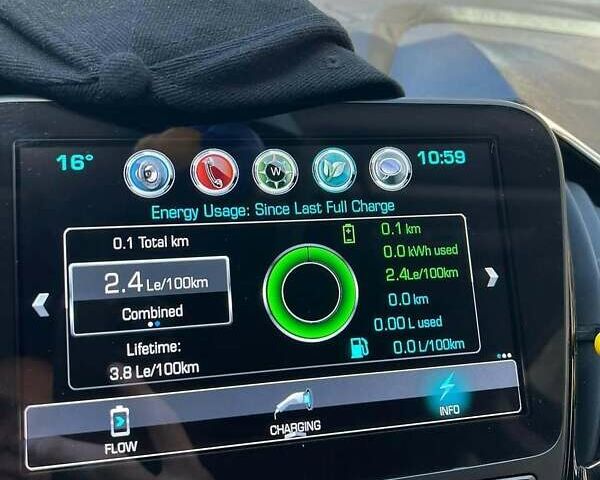 16°
W
10:59
Energy Usage: Since Last Full Charge
0.1 Total km
2.4 Le/100km
Combined
Lifetime:
3.8 Le/100km
0.1 km
0.0 kWh used
2.4Le/100km
0.0 km
0.00 L used
0.0 L/100km
FLOW
CHARGING
INFO